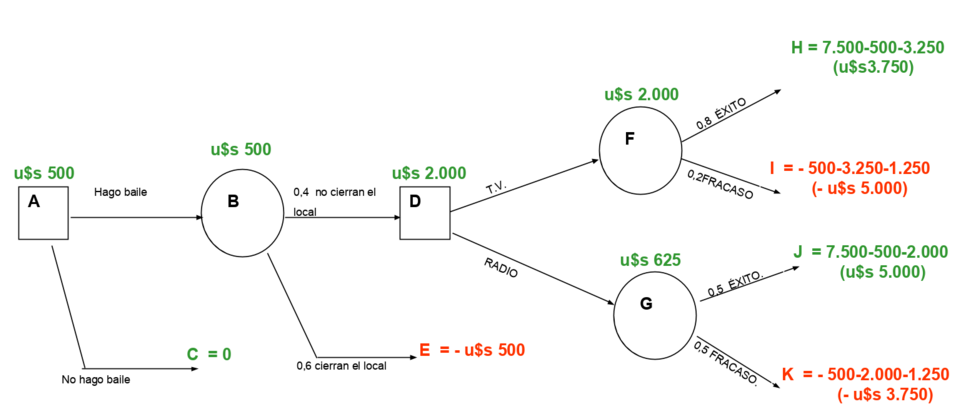 H = 7.500-500-3.250
(u$s3.750)
u$s 2.000
0,8 ÉXITO
F
I = - 500-3.250-1.250
(- u$s 5.000)
0,2FRACASO
u$s 500
u$s 500
u$s 2.000
A
Hago baile
B
0,4 no cierran el
local
D
T.V.
RADIO
u$s 625
J = 7.500-500-2.000
(u$s 5.000)
G
0,5 ÉXITO.
0,5 FRACASO.
C = 0
No hago baile
E = - u$s 500
0,6 cierran el local
K = - 500-2.000-1.250
(- u$s 3.750)